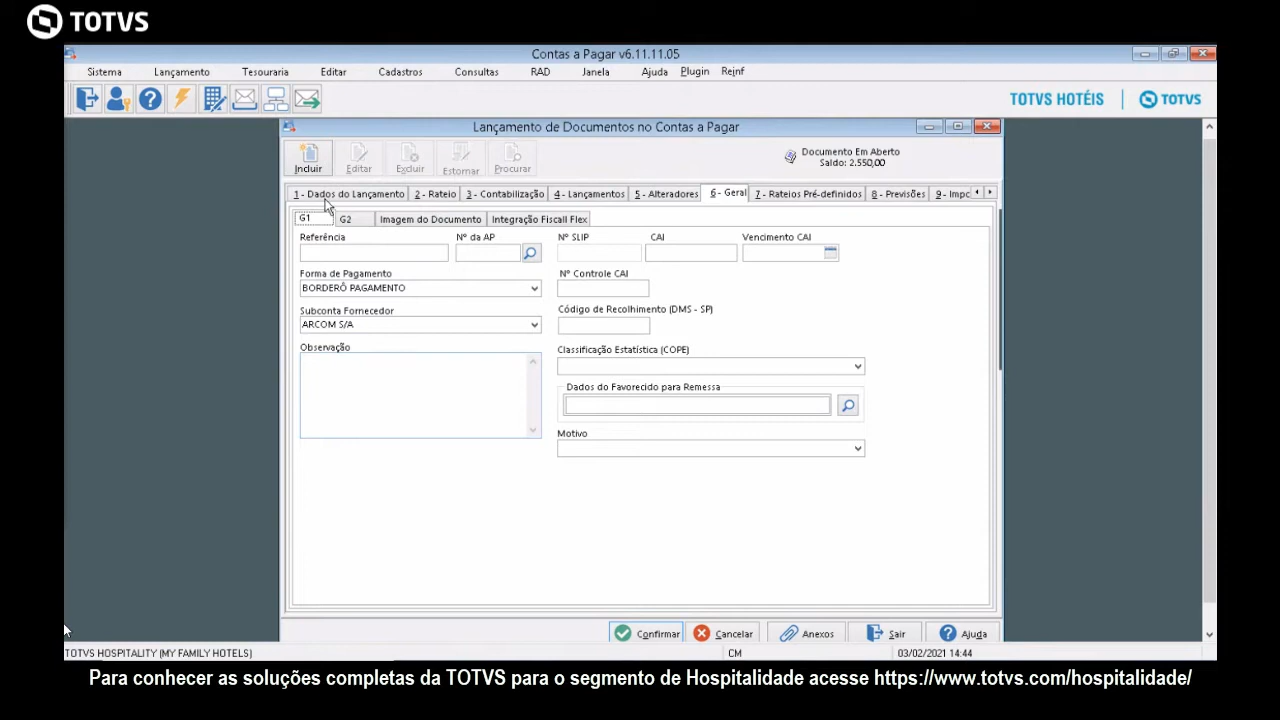 TOTVS
Contas a Pagar v6.11.11.05
Sistema Lançamento Tesouraria Editar Cadastros Consultas RAD Janela Ajuda Plugin Reinf
TOTVS HOTÉIS TOTVS
Lançamento de Documentos no Contas a Pagar
Incluir Editar Excluir Estornar Procurar
Documento Em Aberto
Saldo: 2.550,00
1 - Dados do Lançamento 2 - Rateio 3 - Contabilização 4 - Lançamentos 5 - Alteradores 6 - Geral 7 - Rateios Pré-definidos 8 - Previsões 9 - Impc
G1 G2 Imagem do Documento Integração Fiscall Flex
Referência Nº da AP Nº SLIP CAI Vencimento CAI
Forma de Pagamento Nº Controle CAI
BORDERÔ PAGAMENTO
Subconta Fornecedor Código de Recolhimento (DMS - SP)
ARCOM S/A
Observação Classificação Estatística (COPE)
Dados do Favorecido para Remessa
Motivo
Confirmar Cancelar Anexos Sair Ajuda
TOTVS HOSPITALITY (MY FAMILY HOTELS) CM 03/02/2021 14:44
Para conhecer as soluções completas da TOTVS para o segmento de Hospitalidade acesse https://www.totvs.com/hospitalidade/